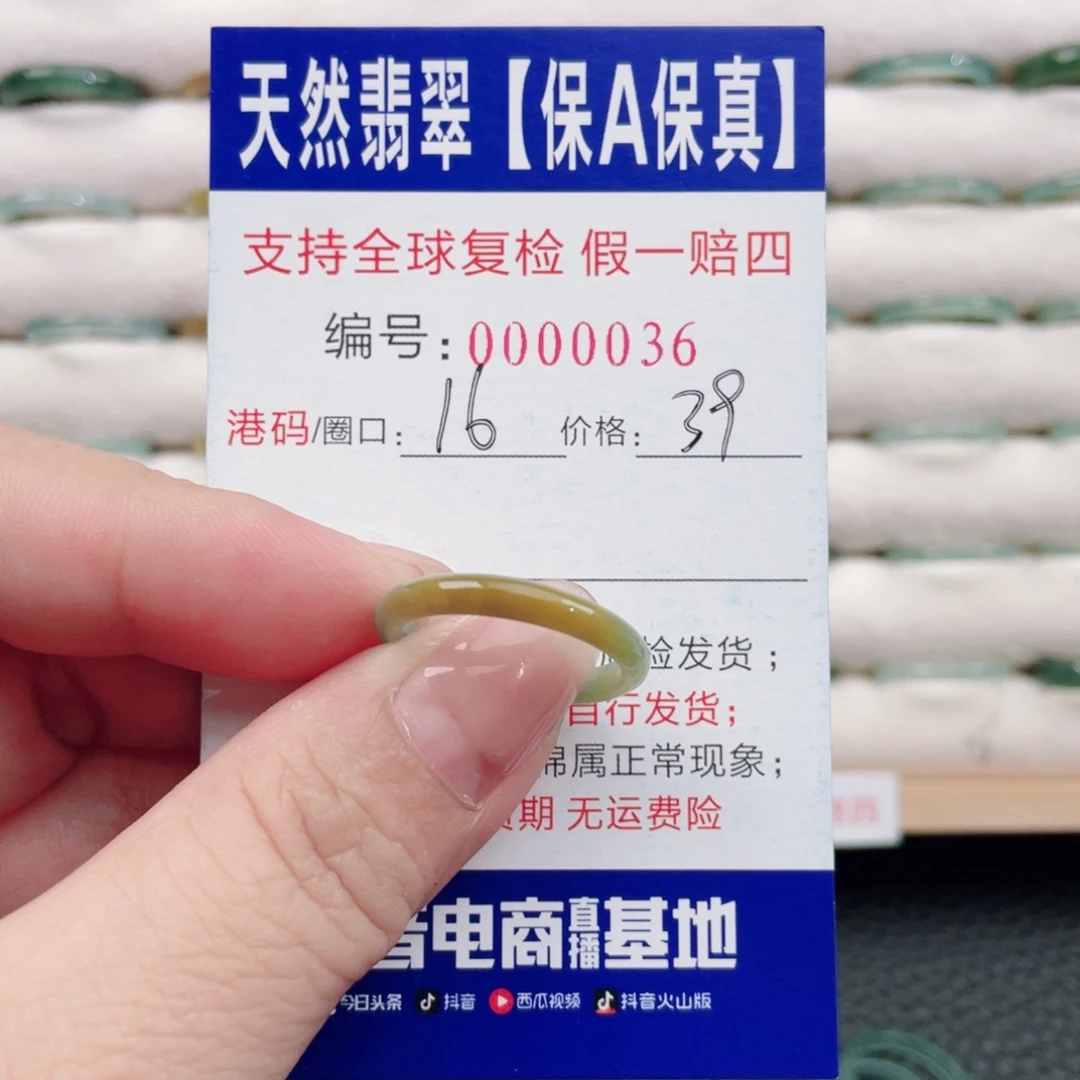 天然翡翠【保A保真】
支持全球复检 假一赔四
编号:0000036
港码/圈口: 16 价格: 39
检发货;
自行发货;
棉属正常现象;
期 无运费险
音电商直播基地
今日头条 抖音 西瓜视频 抖音火山版